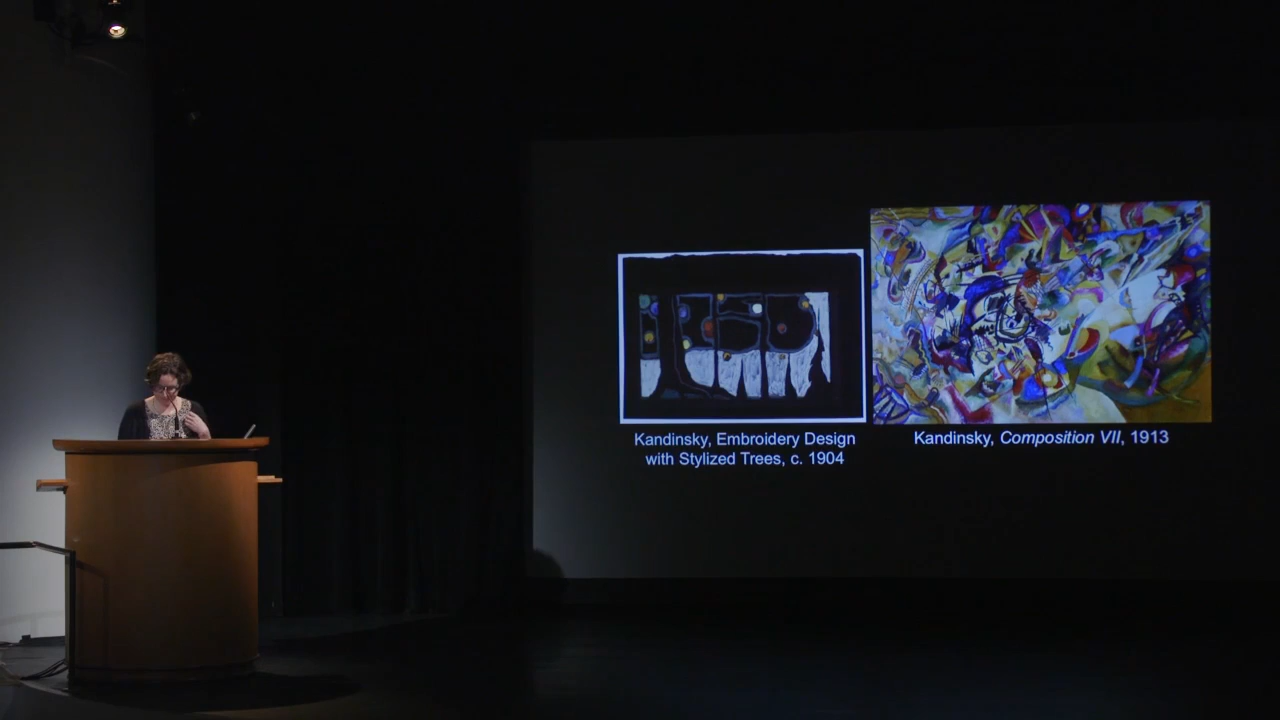 Kandinsky, Embroidery Design
with Stylized Trees, c. 1904
Kandinsky, Composition VII, 1913